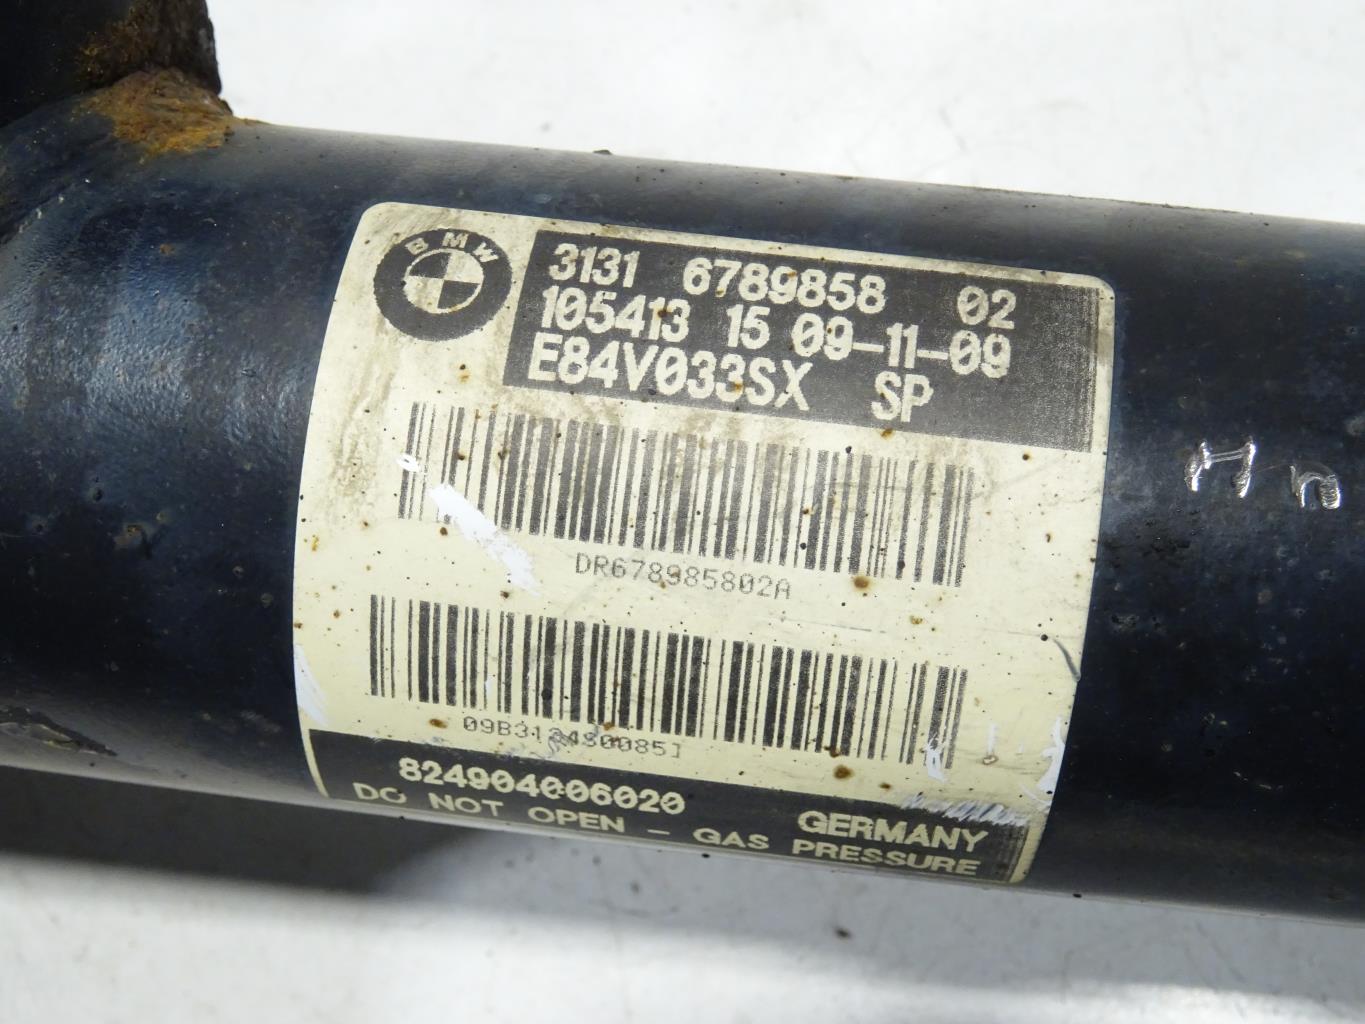 BMW
3131 6789858 02
105413 15 09-11-09
E84V033SX SP
DR678985802A
824904006020
GERMANY
DO NOT OPEN - GAS PRESSURE